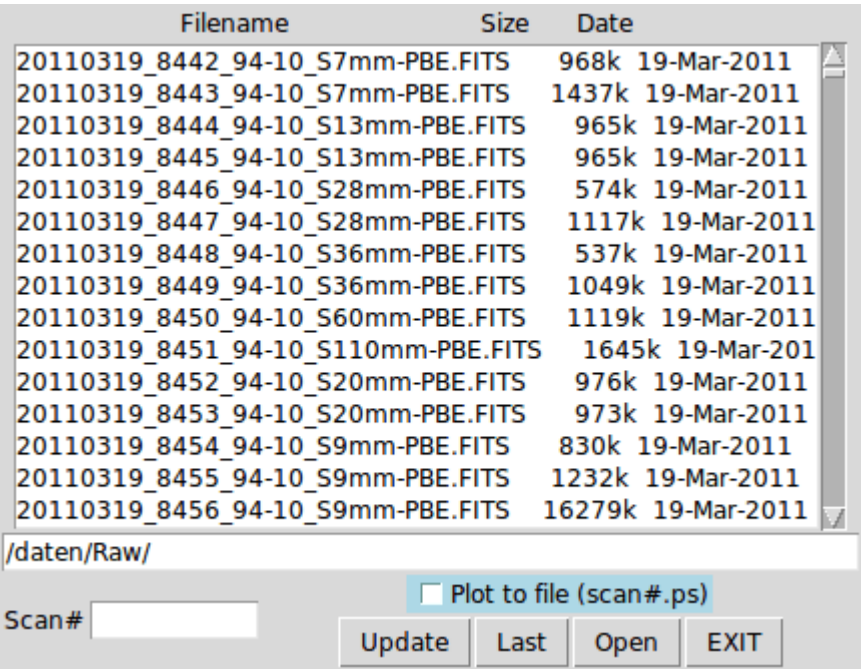 Filename Size Date
20110319_8442_94-10_S7mm-PBE.FITS 968k 19-Mar-2011
20110319_8443_94-10_S7mm-PBE.FITS 1437k 19-Mar-2011
20110319_8444_94-10_S13mm-PBE.FITS 965k 19-Mar-2011
20110319_8445_94-10_S13mm-PBE.FITS 965k 19-Mar-2011
20110319_8446_94-10_S28mm-PBE.FITS 574k 19-Mar-2011
20110319_8447_94-10_S28mm-PBE.FITS 1117k 19-Mar-2011
20110319_8448_94-10_S36mm-PBE.FITS 537k 19-Mar-2011
20110319_8449_94-10_S36mm-PBE.FITS 1049k 19-Mar-2011
20110319_8450_94-10_S60mm-PBE.FITS 1119k 19-Mar-2011
20110319_8451_94-10_S110mm-PBE.FITS 1645k 19-Mar-201
20110319_8452_94-10_S20mm-PBE.FITS 976k 19-Mar-2011
20110319_8453_94-10_S20mm-PBE.FITS 973k 19-Mar-2011
20110319_8454_94-10_S9mm-PBE.FITS 830k 19-Mar-2011
20110319_8455_94-10_S9mm-PBE.FITS 1232k 19-Mar-2011
20110319_8456_94-10_S9mm-PBE.FITS 16279k 19-Mar-2011
/daten/Raw/
Plot to file (scan#.ps)
Scan#
Update Last Open EXIT